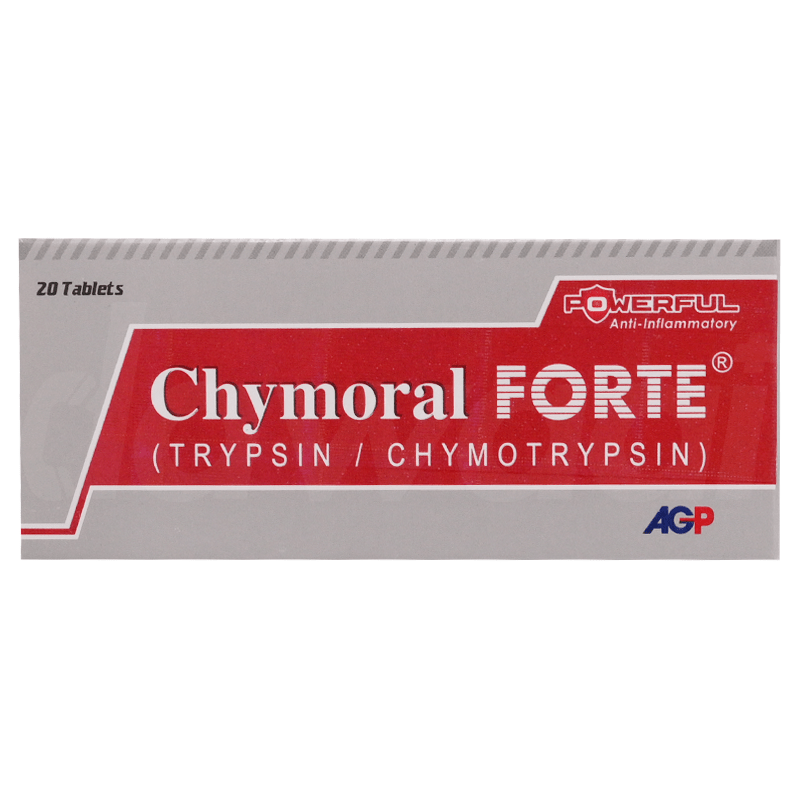 20 Tablets
POWERFUL
Anti-Inflammatory
Chymoral FORTE®
(TRYPSIN / CHYMOTRYPSIN)
AGP